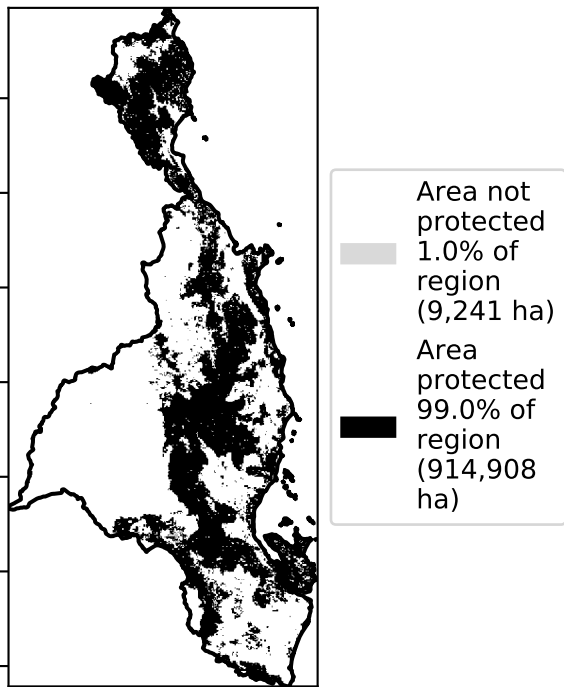 Area not
protected
1.0% of
region
(9,241 ha)
Area
protected
99.0% of
region
(914,908
ha)